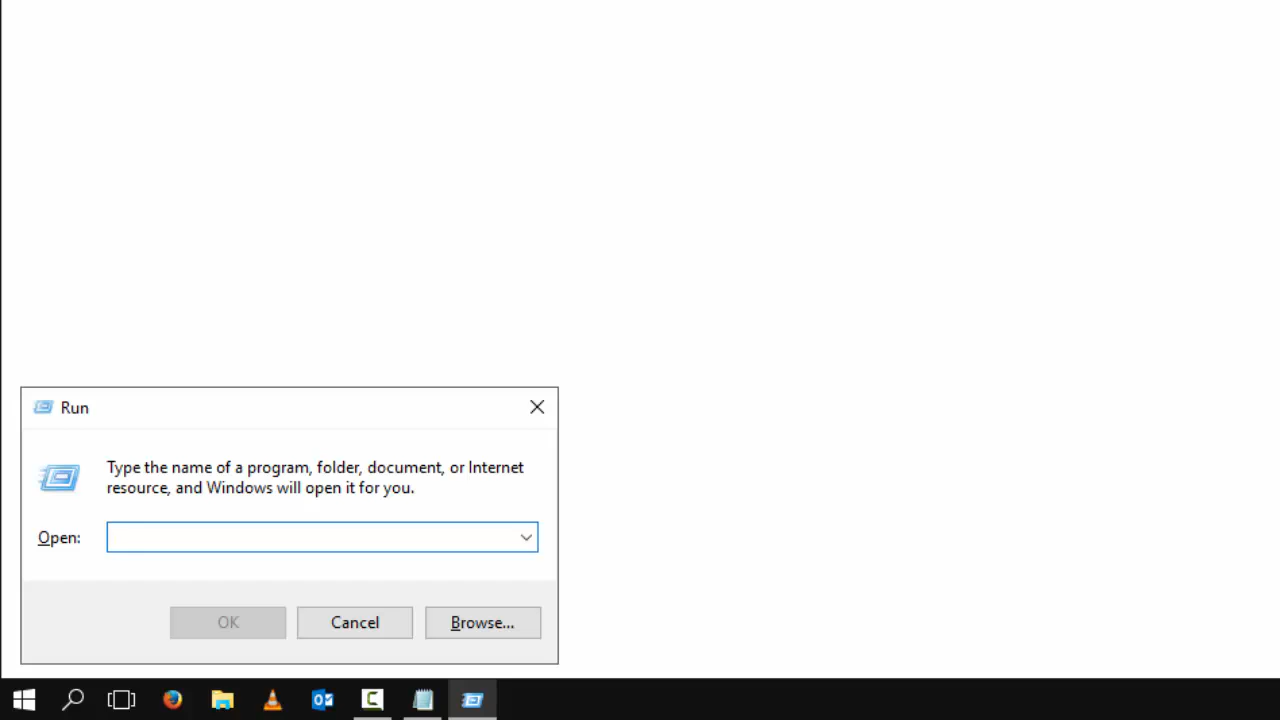 Run
Type the name of a program, folder, document, or Internet
resource, and Windows will open it for you.
Open:
OK
Cancel
Browse...